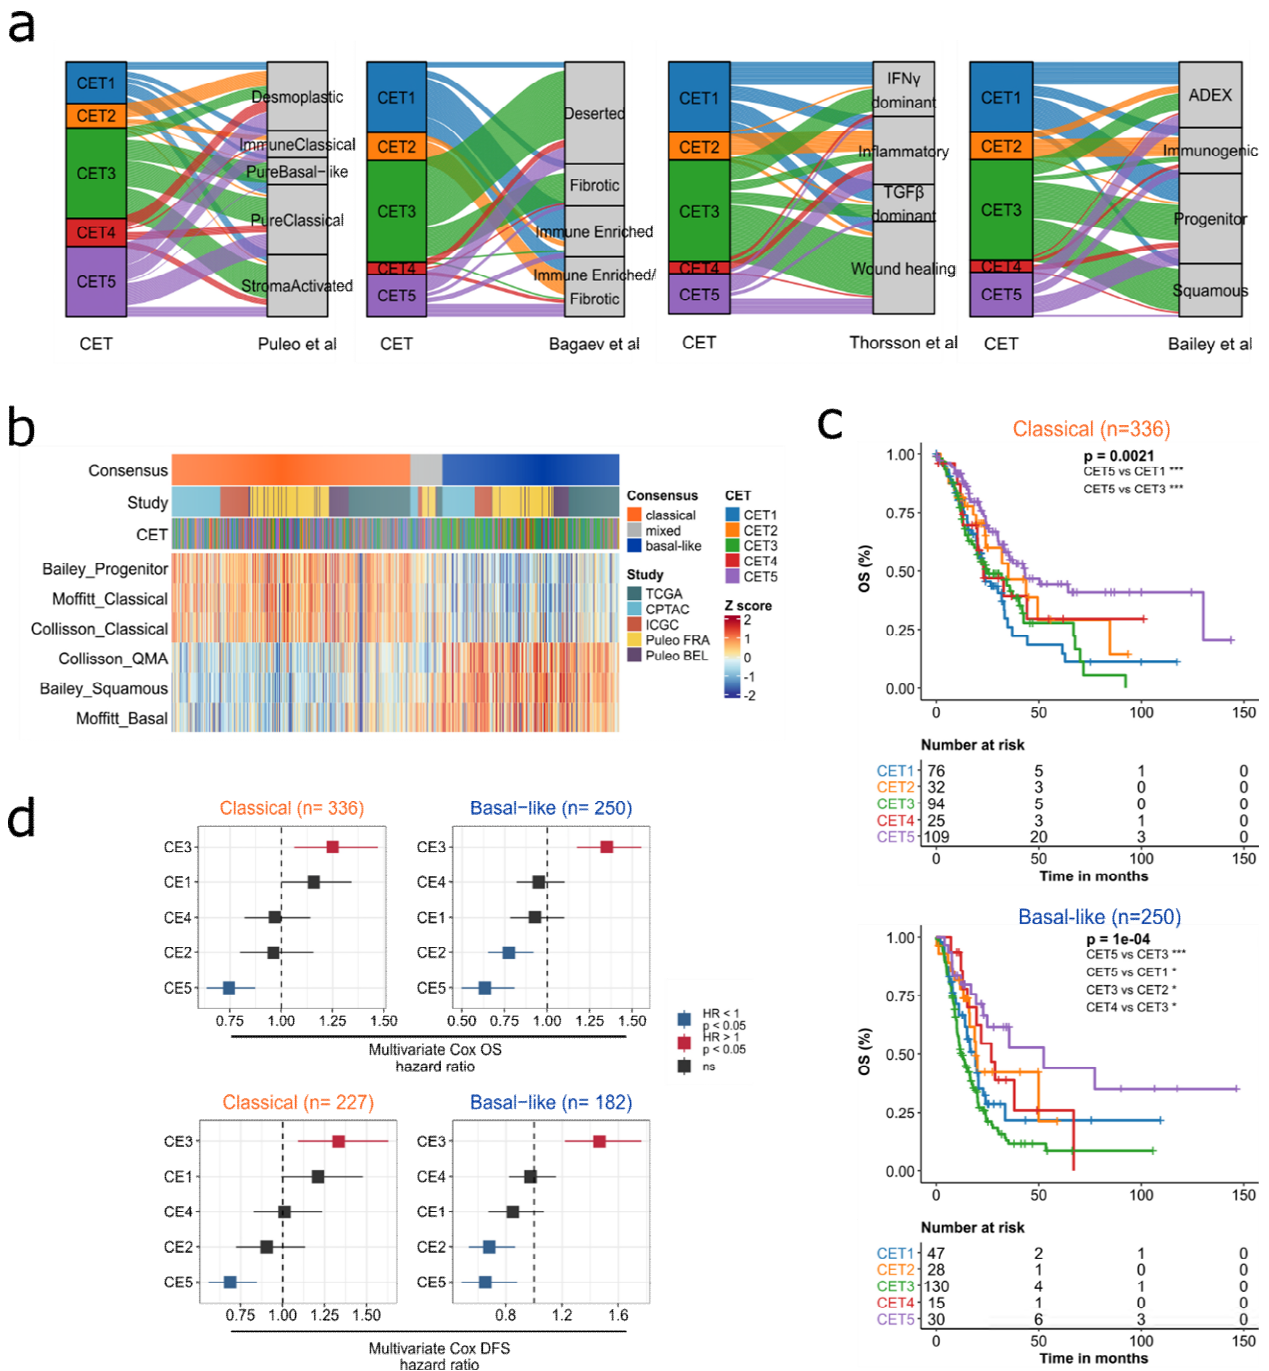 a
CET1
CET2
CET3
CET4
CET5
Desmoplastic
ImmuneClassical
PureBasal-like
PureClassical
StromaActivated
CET
Puleo et al
CET1
CET2
CET3
CET4
CET5
Deserted
Fibrotic
Immune Enriched
Immune Enriched/
Fibrotic
CET
Bagaev et al
CET1
CET2
CET3
CET4
CET5
IFNγ
dominant
Inflammatory
TGFβ
dominant
Wound healing
CET
Thorsson et al
CET1
CET2
CET3
CET4
CET5
ADEX
Immunogenic
Progenitor
Squamous
CET
Bailey et al
b
Consensus
Study
CET
Bailey_Progenitor
Moffitt_Classical
Collisson_Classical
Collisson_QMA
Bailey_Squamous
Moffitt_Basal
Consensus
classical
mixed
basal-like
Study
TCGA
CPTAC
ICGC
Puleo FRA
Puleo BEL
CET
CET1
CET2
CET3
CET4
CET5
Z score
2
1
0
-1
-2
c
Classical (n=336)
p = 0.0021
CET5 vs CET1 ***
CET5 vs CET3 ***
OS (%)
1.00
0.75
0.50
0.25
0.00
0 50 100 150
Number at risk
CET1 76 5 1 0
CET2 32 3 0 0
CET3 94 5 0 0
CET4 25 3 1 0
CET5 109 20 3 0
0 50 100 150
Time in months
Basal-like (n=250)
p = 1e-04
CET5 vs CET3 ***
CET5 vs CET1 *
CET3 vs CET2 *
CET4 vs CET3 *
OS (%)
1.00
0.75
0.50
0.25
0.00
0 50 100 150
Number at risk
CET1 47 2 1 0
CET2 28 1 0 0
CET3 130 4 1 0
CET4 15 1 0 0
CET5 30 6 3 0
0 50 100 150
Time in months
d
Classical (n= 336)
CE3
CE1
CE4
CE2
CE5
0.75 1.00 1.25 1.50
Basal-like (n= 250)
CE3
CE4
CE1
CE2
CE5
0.50 0.75 1.00 1.25 1.50
Multivariate Cox OS
hazard ratio
HR < 1
p < 0.05
HR > 1
p < 0.05
ns
Classical (n= 227)
CE3
CE1
CE4
CE2
CE5
0.75 1.00 1.25 1.50
Basal-like (n= 182)
CE3
CE4
CE1
CE2
CE5
0.8 1.2 1.6
Multivariate Cox DFS
hazard ratio